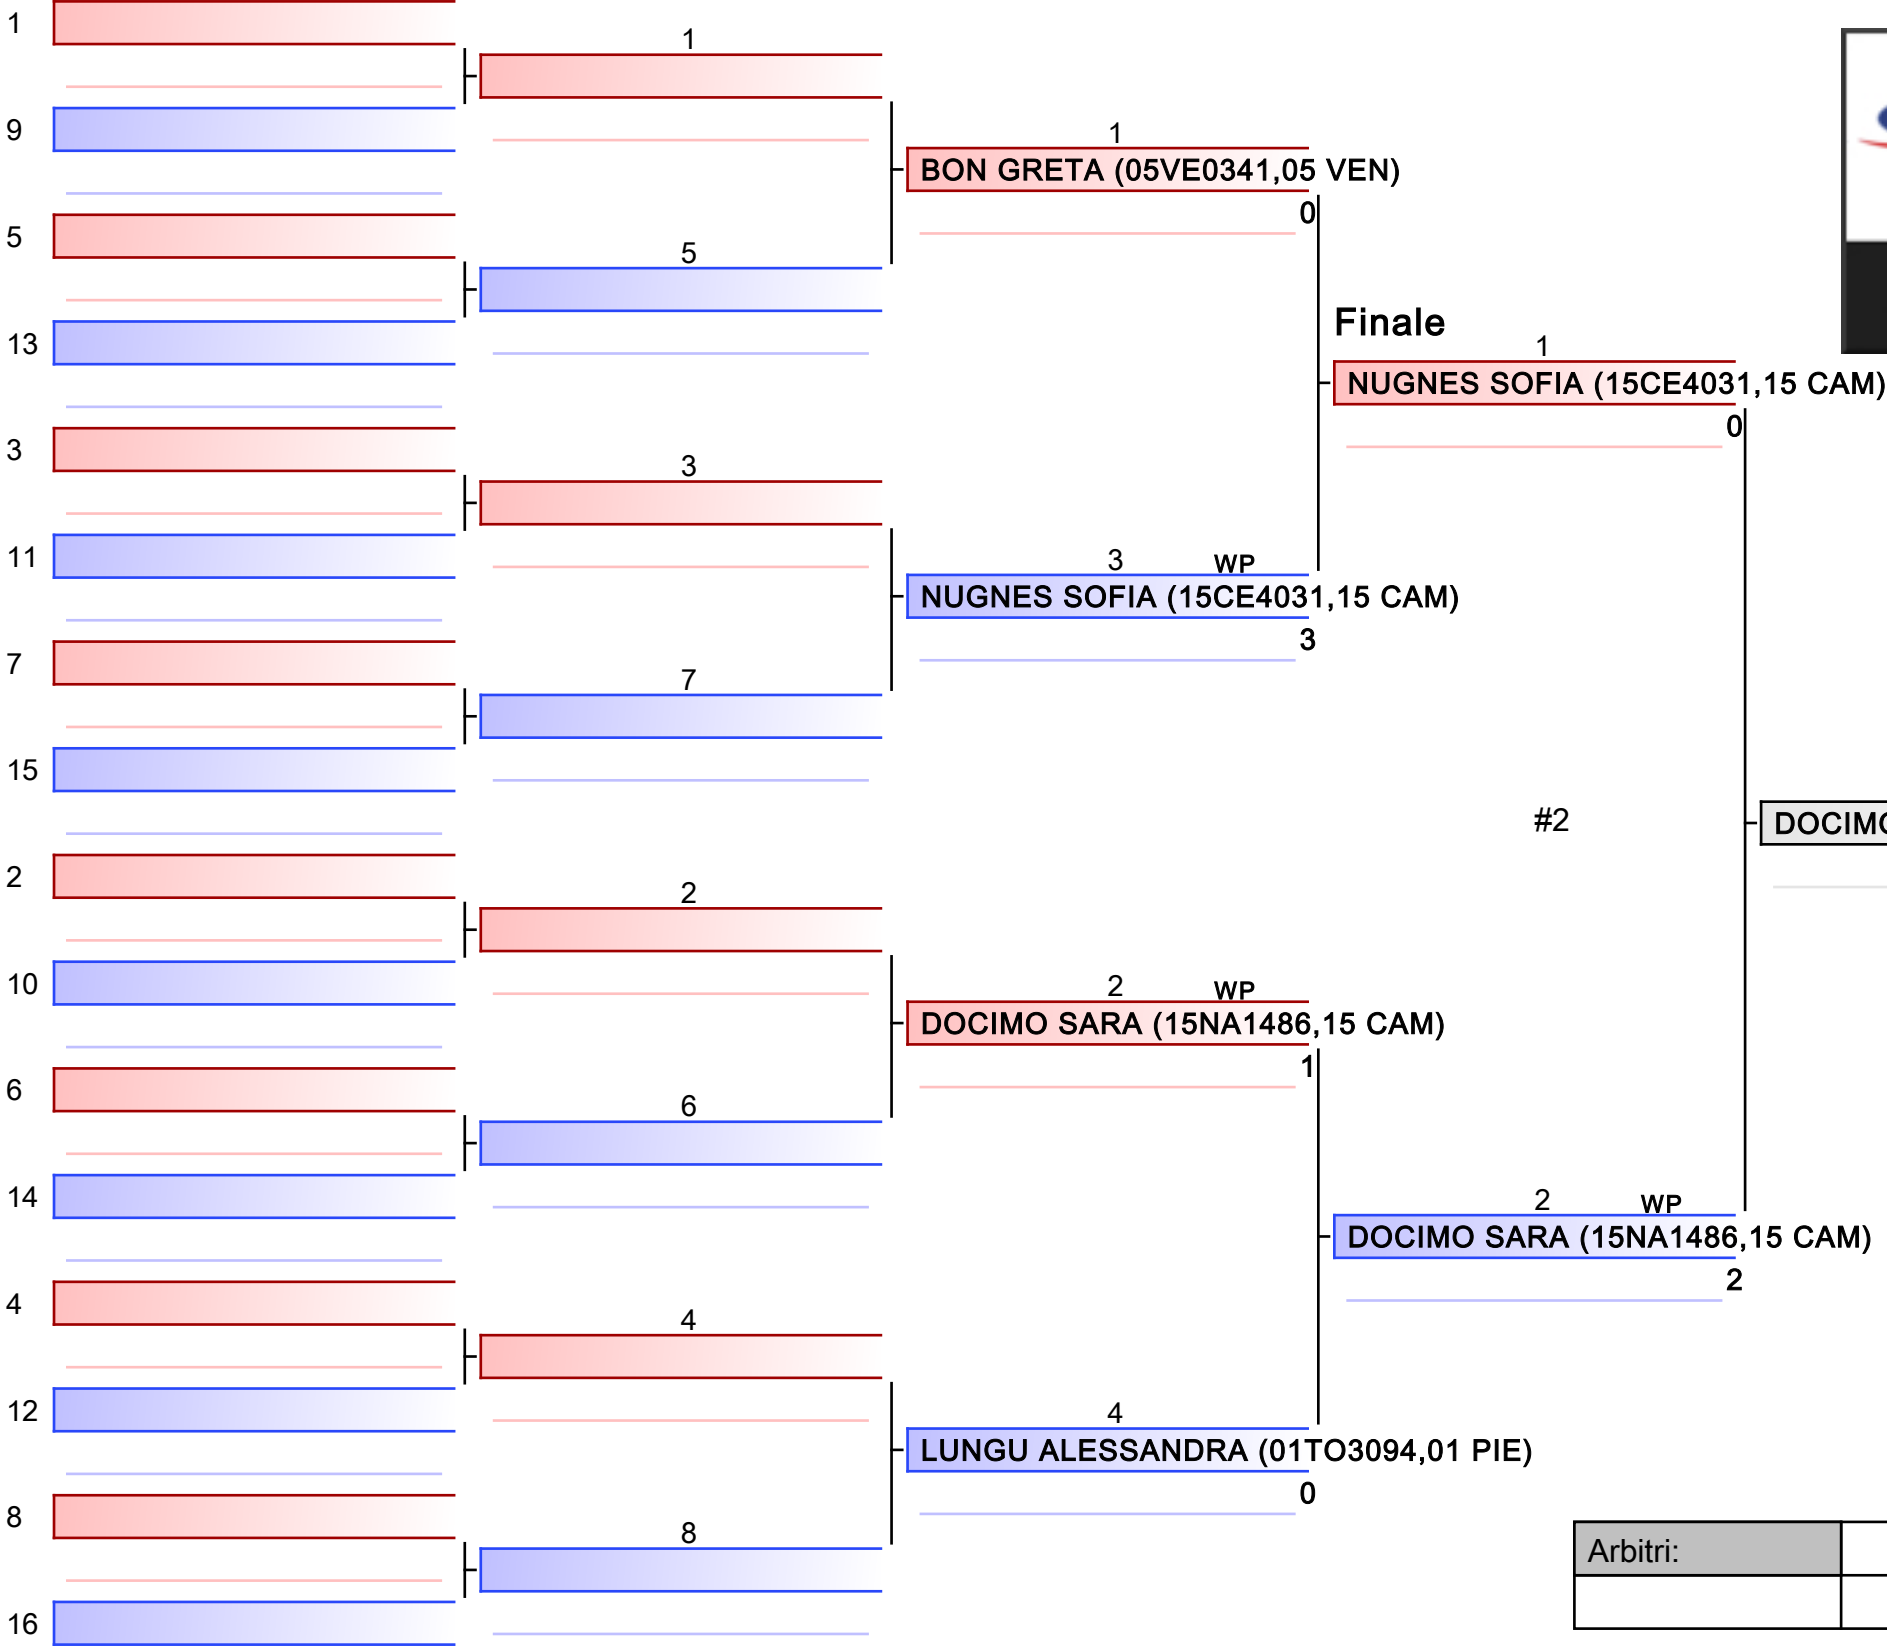 1
9
5
13
3
11
7
15
2
10
6
14
4
12
8
16
1
5
3
7
2
6
4
8
1
BON GRETA (05VE0341,05 VEN)
0
3 WP
NUGNES SOFIA (15CE4031,15 CAM)
3
2 WP
DOCIMO SARA (15NA1486,15 CAM)
1
4
LUNGU ALESSANDRA (01TO3094,01 PIE)
0
Finale
1
NUGNES SOFIA (15CE4031,15 CAM)
0
#2
2 WP
DOCIMO SARA (15NA1486,15 CAM)
2
DOCIMO
Arbitri: